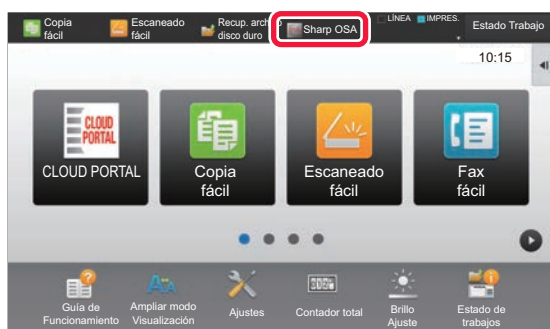 Copia fácil
Escaneado fácil
Recup. arch disco duro
Sharp OSA
LÍNEA
IMPRES.
Estado Trabajo
10:15
CLOUD PORTAL
CLOUD PORTAL
Copia fácil
Escaneado fácil
Fax fácil
Guía de Funcionamiento
Ampliar modo Visualización
Ajustes
Contador total
Brillo Ajuste
Estado de trabajos